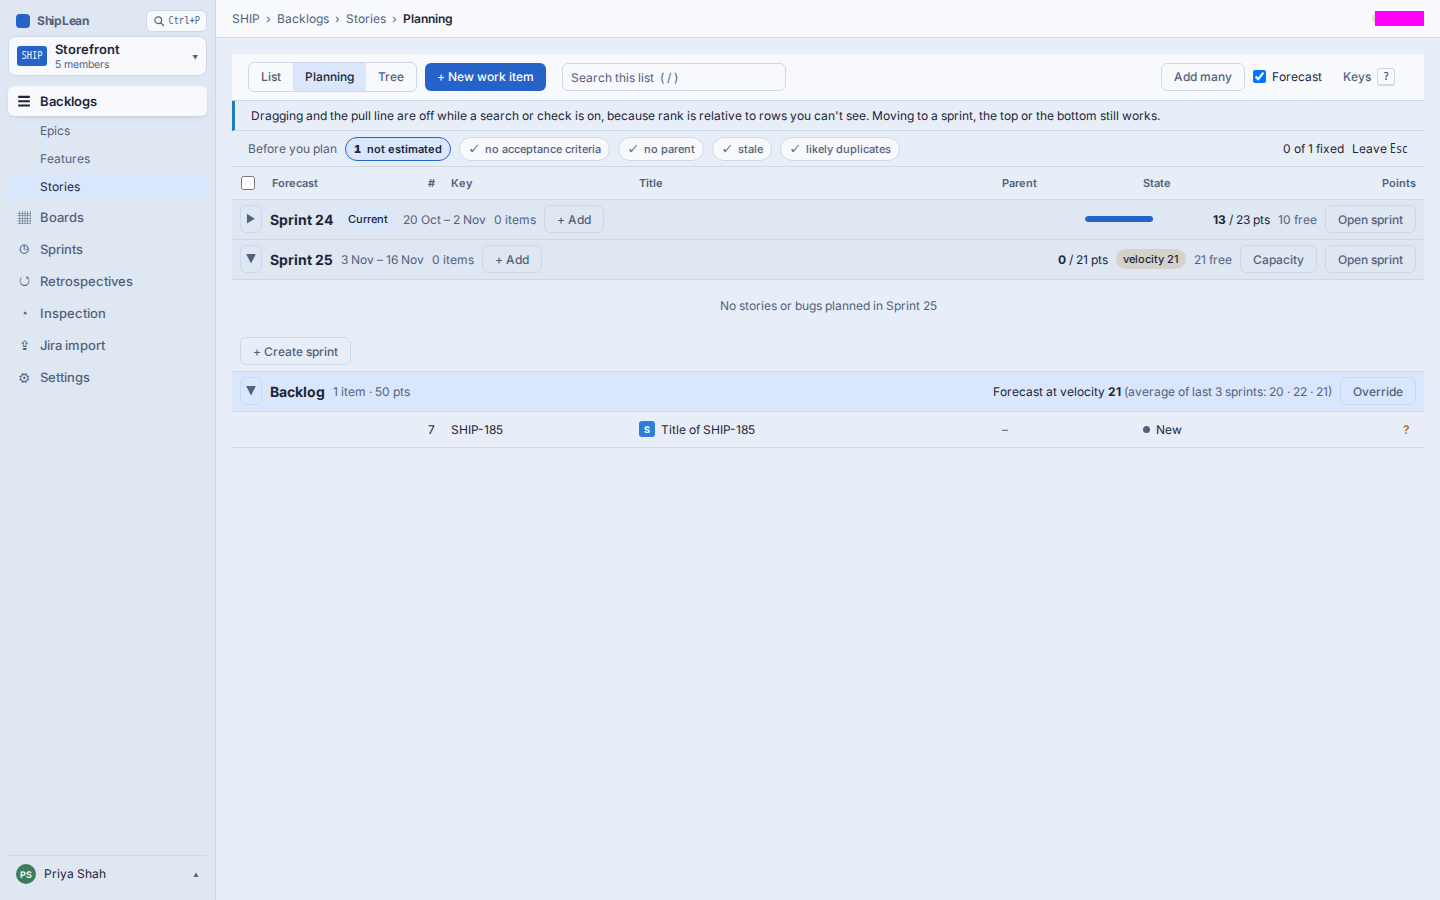 ShipLean Ctrl+P
SHIP Storefront
5 members
Backlogs
Epics
Features
Stories
Boards
Sprints
Retrospectives
Inspection
Jira import
Settings
PS Priya Shah
SHIP › Backlogs › Stories › Planning
List Planning Tree + New work item Search this list ( / ) Add many Forecast Keys ?
Dragging and the pull line are off while a search or check is on, because rank is relative to rows you can't see. Moving to a sprint, the top or the bottom still works.
Before you plan 1 not estimated ✓ no acceptance criteria ✓ no parent ✓ stale ✓ likely duplicates 0 of 1 fixed Leave Esc
Forecast # Key Title Parent State Points
Sprint 24 Current 20 Oct – 2 Nov 0 items + Add 13 / 23 pts 10 free Open sprint
Sprint 25 3 Nov – 16 Nov 0 items + Add 0 / 21 pts velocity 21 21 free Capacity Open sprint
No stories or bugs planned in Sprint 25
+ Create sprint
Backlog 1 item · 50 pts Forecast at velocity 21 (average of last 3 sprints: 20 · 22 · 21) Override
7 SHIP-185 S Title of SHIP-185 – New ?